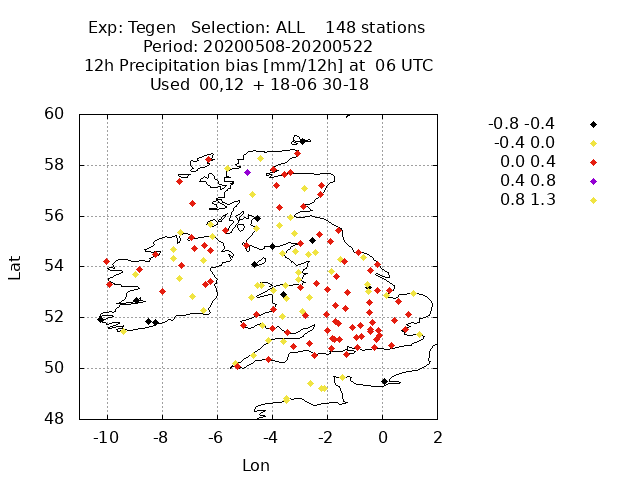 Exp: Tegen Selection: ALL 148 stations
Period: 20200508-20200522
12h Precipitation bias [mm/12h] at 06 UTC
Used 00,12 + 18-06 30-18
-0.8 -0.4
-0.4 0.0
0.0 0.4
0.4 0.8
0.8 1.3
60
58
56
54
52
50
48
Lat
-10 -8 -6 -4 -2 0 2
Lon